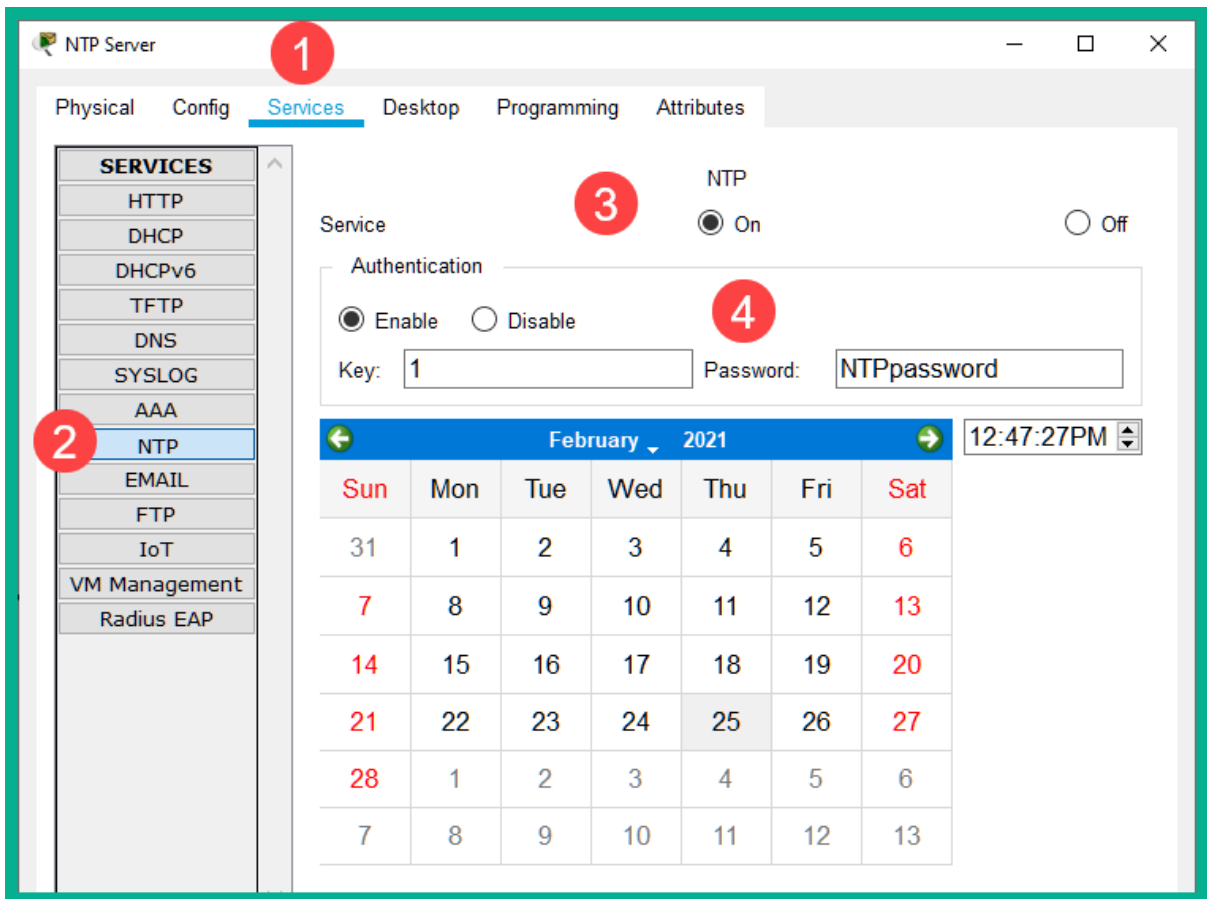 NTP Server
1
Physical Config Services Desktop Programming Attributes
SERVICES
HTTP
DHCP
DHCPv6
TFTP
DNS
SYSLOG
AAA
2
NTP
EMAIL
FTP
IoT
VM Management
Radius EAP
NTP
3
Service On Off
Authentication
Enable Disable
4
Key: 1 Password: NTPpassword
February 2021
12:47:27PM
Sun Mon Tue Wed Thu Fri Sat
31 1 2 3 4 5 6
7 8 9 10 11 12 13
14 15 16 17 18 19 20
21 22 23 24 25 26 27
28 1 2 3 4 5 6
7 8 9 10 11 12 13